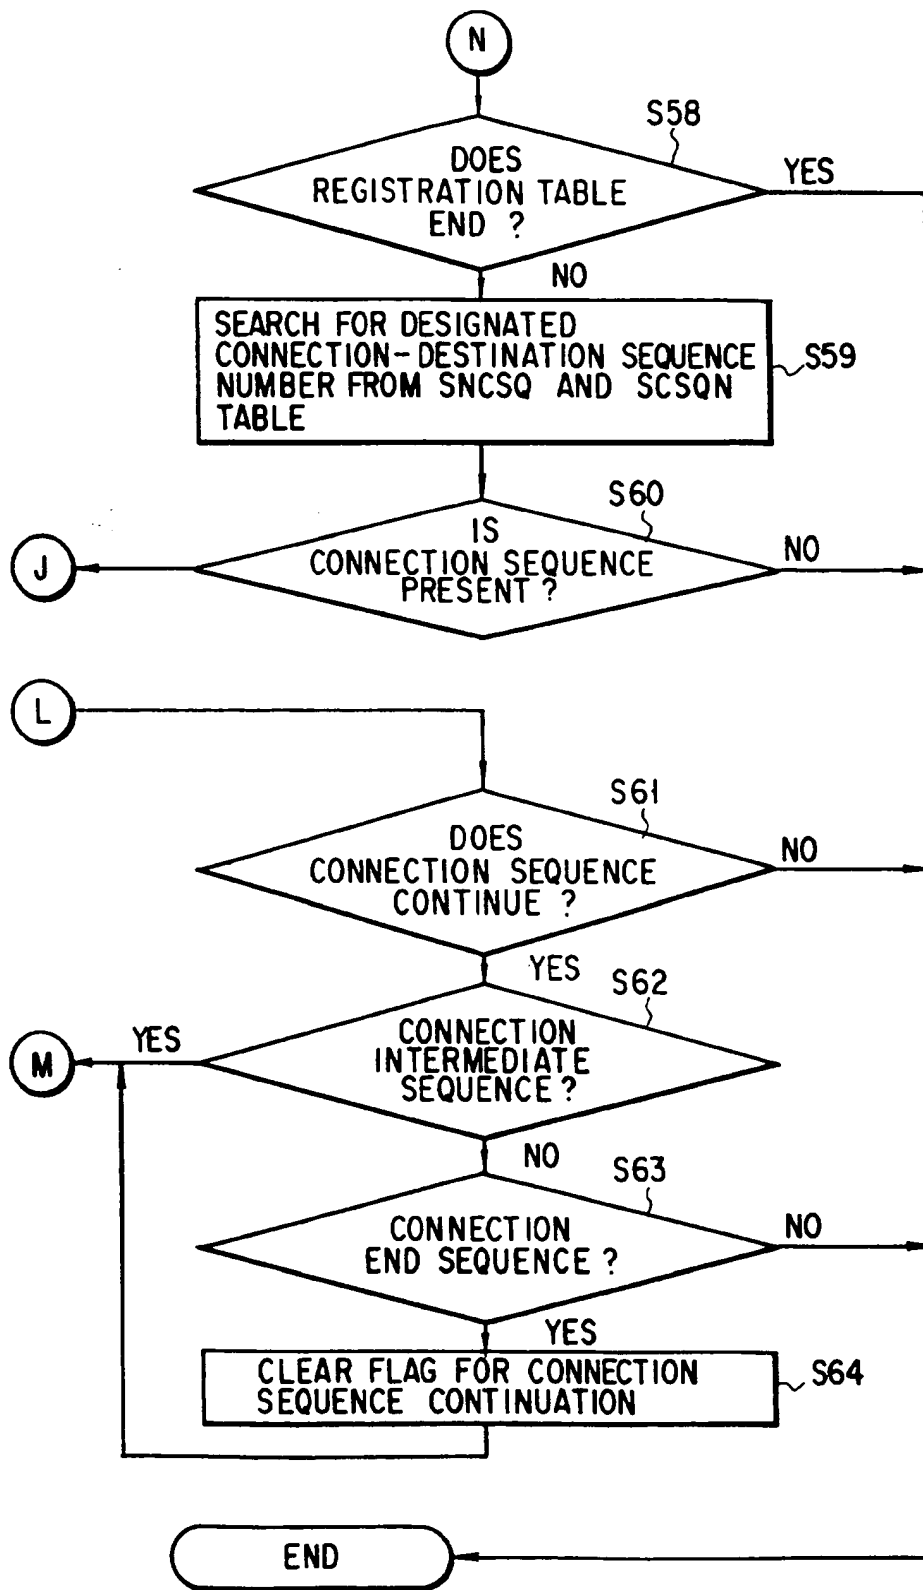 N
S58
DOES
REGISTRATION TABLE
END ?
YES
NO
SEARCH FOR DESIGNATED
CONNECTION-DESTINATION SEQUENCE
NUMBER FROM SNCSQ AND SCSQN
TABLE
S59
S60
IS
CONNECTION SEQUENCE
PRESENT ?
NO
J
L
S61
DOES
CONNECTION SEQUENCE
CONTINUE ?
NO
YES
S62
CONNECTION
INTERMEDIATE
SEQUENCE ?
YES
M
NO
S63
CONNECTION
END SEQUENCE ?
NO
YES
CLEAR FLAG FOR CONNECTION
SEQUENCE CONTINUATION
S64
END